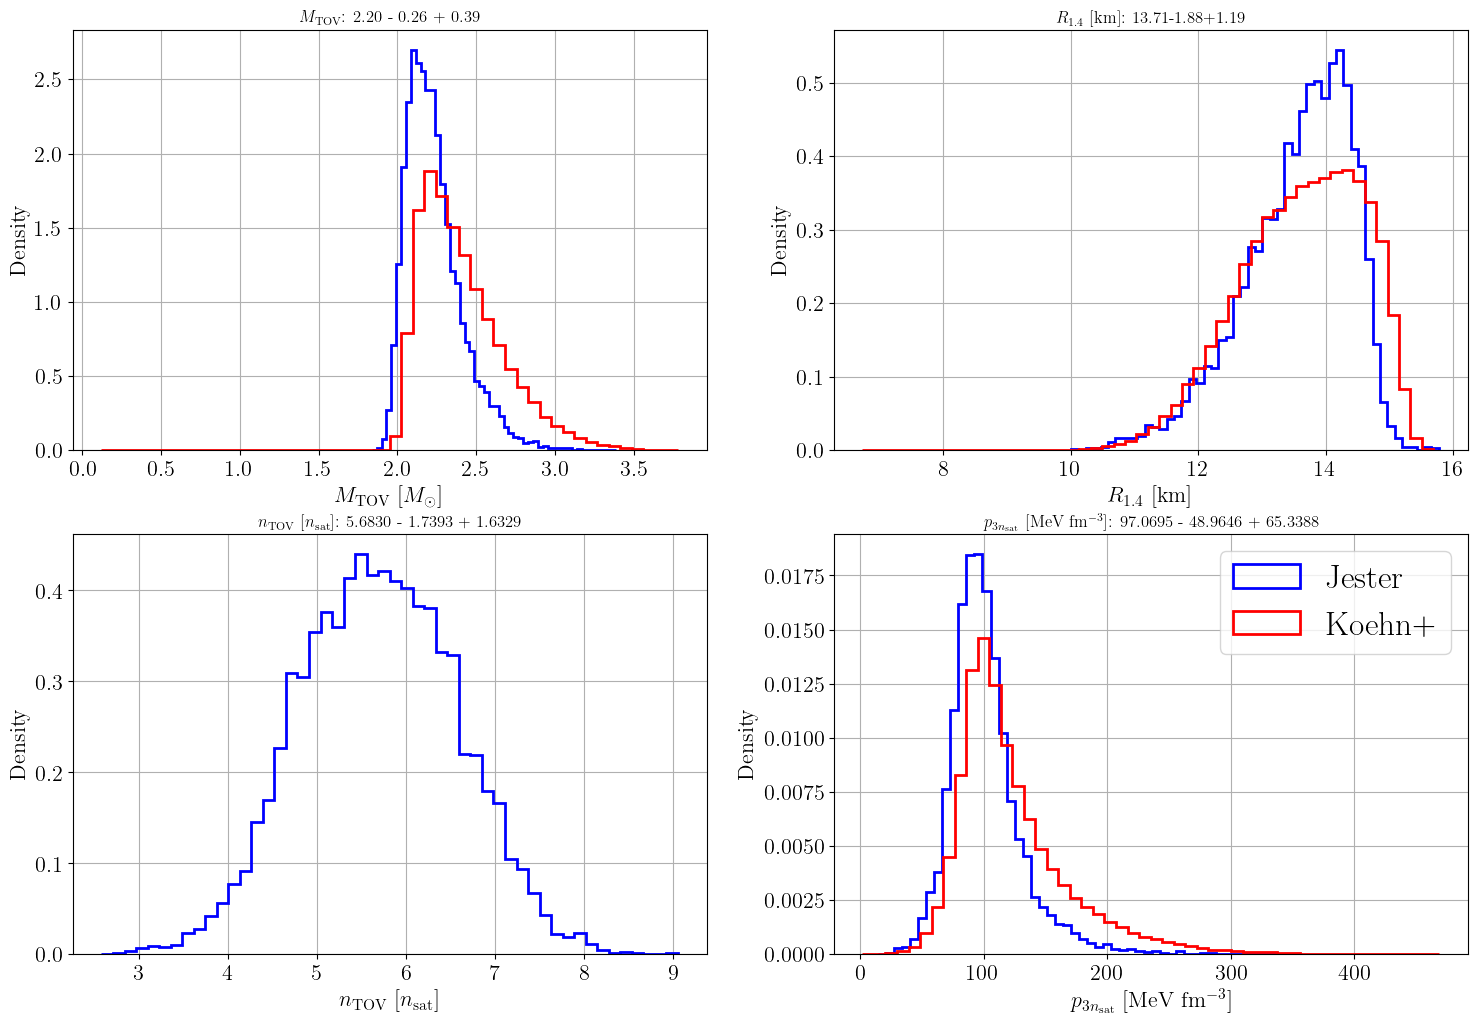 M_TOV: 2.20 - 0.26 + 0.39
Density
2.5
2.0
1.5
1.0
0.5
0.0
0.0 0.5 1.0 1.5 2.0 2.5 3.0 3.5
M_TOV [M_⊙]
R_1.4 [km]: 13.71-1.88+1.19
Density
0.5
0.4
0.3
0.2
0.1
0.0
8 10 12 14 16
R_1.4 [km]
n_TOV [n_sat]: 5.6830 - 1.7393 + 1.6329
Density
0.4
0.3
0.2
0.1
0.0
3 4 5 6 7 8 9
n_TOV [n_sat]
p_3n_sat [MeV fm^−3]: 97.0695 - 48.9646 + 65.3388
Density
0.0175
0.0150
0.0125
0.0100
0.0075
0.0050
0.0025
0.0000
0 100 200 300 400
p_3n_sat [MeV fm^−3]
Jester
Koehn+